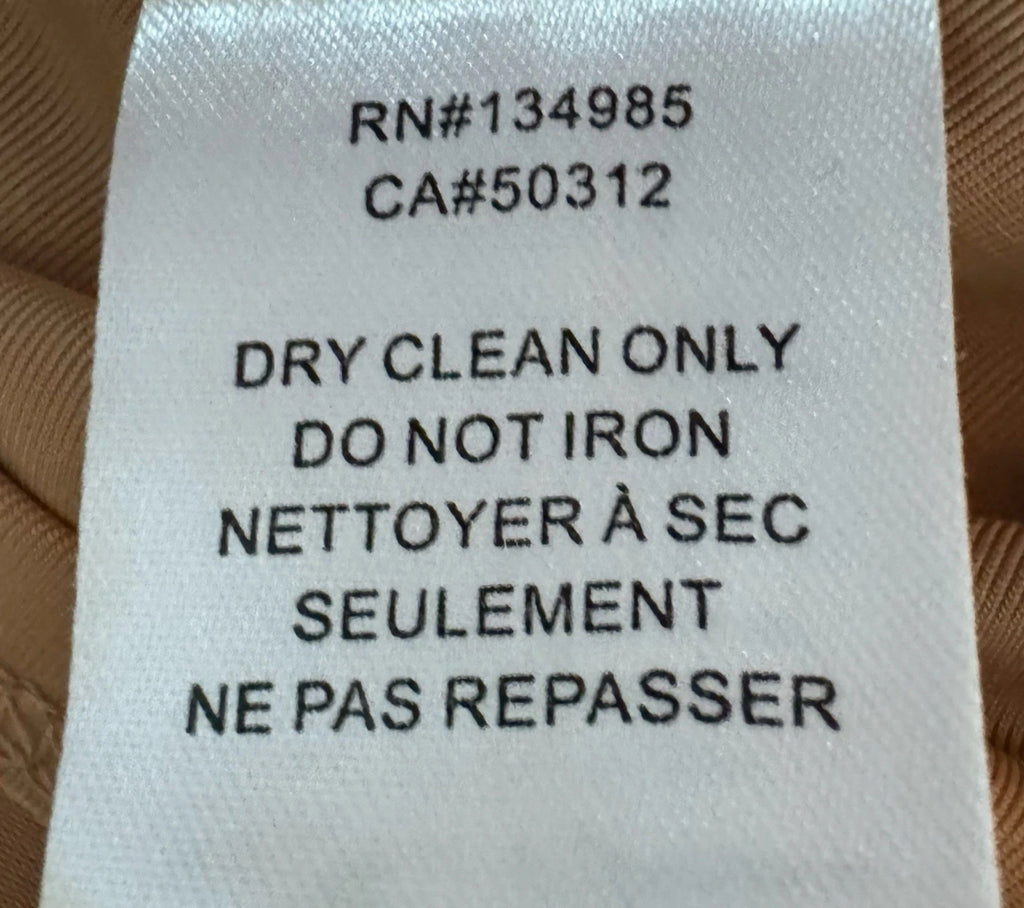 RN#134985
CA#50312
DRY CLEAN ONLY
DO NOT IRON
NETTOYER À SEC
SEULEMENT
NE PAS REPASSER